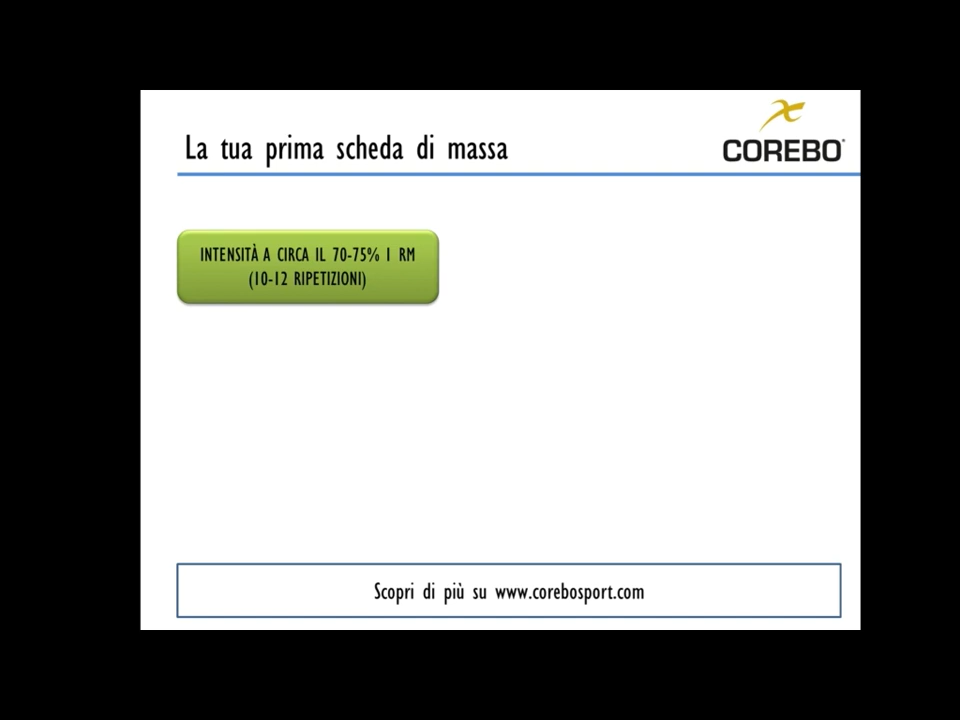 La tua prima scheda di massa
COREBO
INTENSITÀ A CIRCA IL 70-75% 1 RM
(10-12 RIPETIZIONI)
Scopri di più su www.corebosport.com